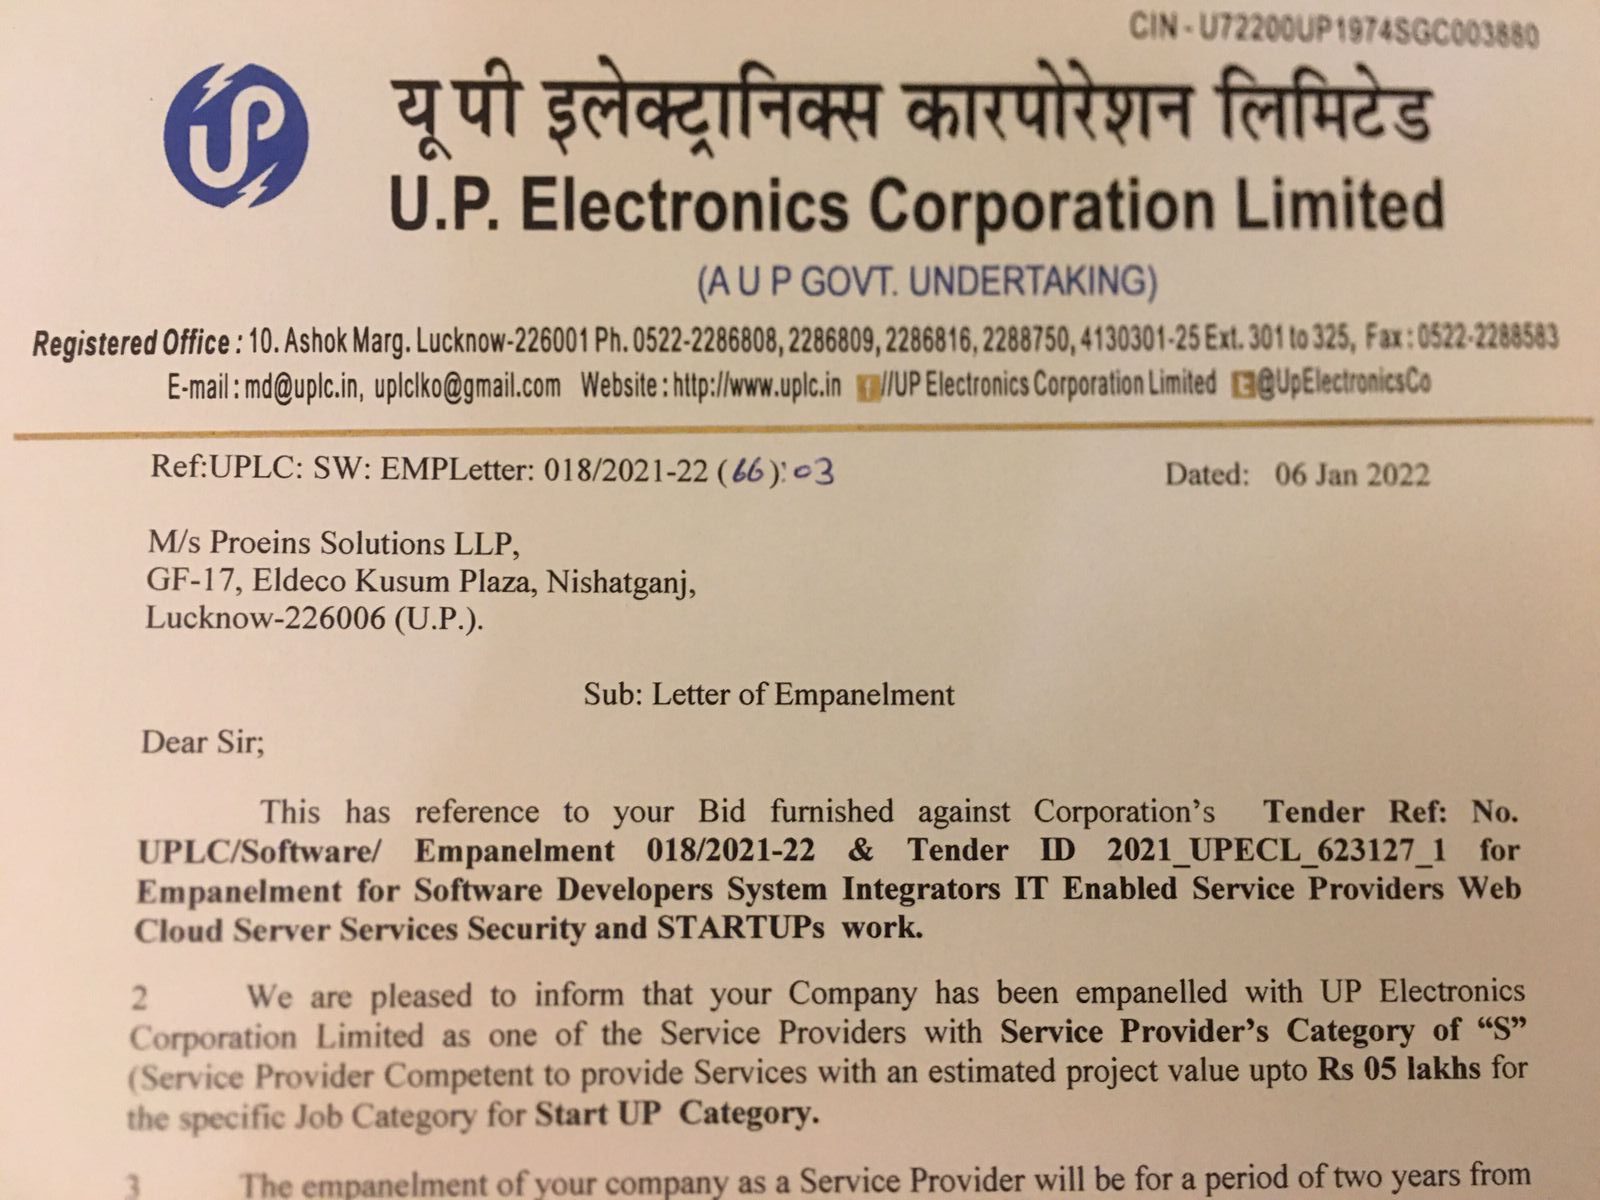 CIN - U72200UP1974SGC003880
UP
यू पी इलेक्ट्रानिक्स कारपोरेशन लिमिटेड
U.P. Electronics Corporation Limited
(A U P GOVT. UNDERTAKING)
Registered Office : 10. Ashok Marg. Lucknow-226001 Ph. 0522-2286808, 2286809, 2286816, 2288750, 4130301-25 Ext. 301 to 325, Fax : 0522-2288583
E-mail : md@uplc.in, uplclko@gmail.com Website : http://www.uplc.in f//UP Electronics Corporation Limited t@UpElectronicsCo
Ref:UPLC: SW: EMPLetter: 018/2021-22 (66):03 Dated: 06 Jan 2022
M/s Proeins Solutions LLP,
GF-17, Eldeco Kusum Plaza, Nishatganj,
Lucknow-226006 (U.P.).
Sub: Letter of Empanelment
Dear Sir;
This has reference to your Bid furnished against Corporation's Tender Ref: No.
UPLC/Software/ Empanelment 018/2021-22 & Tender ID 2021_UPECL_623127_1 for
Empanelment for Software Developers System Integrators IT Enabled Service Providers Web
Cloud Server Services Security and STARTUPs work.
2 We are pleased to inform that your Company has been empanelled with UP Electronics
Corporation Limited as one of the Service Providers with Service Provider's Category of “S”
(Service Provider Competent to provide Services with an estimated project value upto Rs 05 lakhs for
the specific Job Category for Start UP Category.
3 The empanelment of your company as a Service Provider will be for a period of two years from